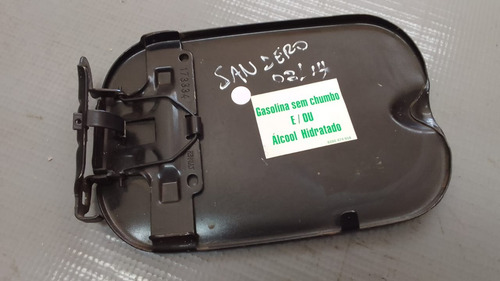 SANDERO
08/14
Gasolina sem chumbo
E / OU
Álcool Hidratado